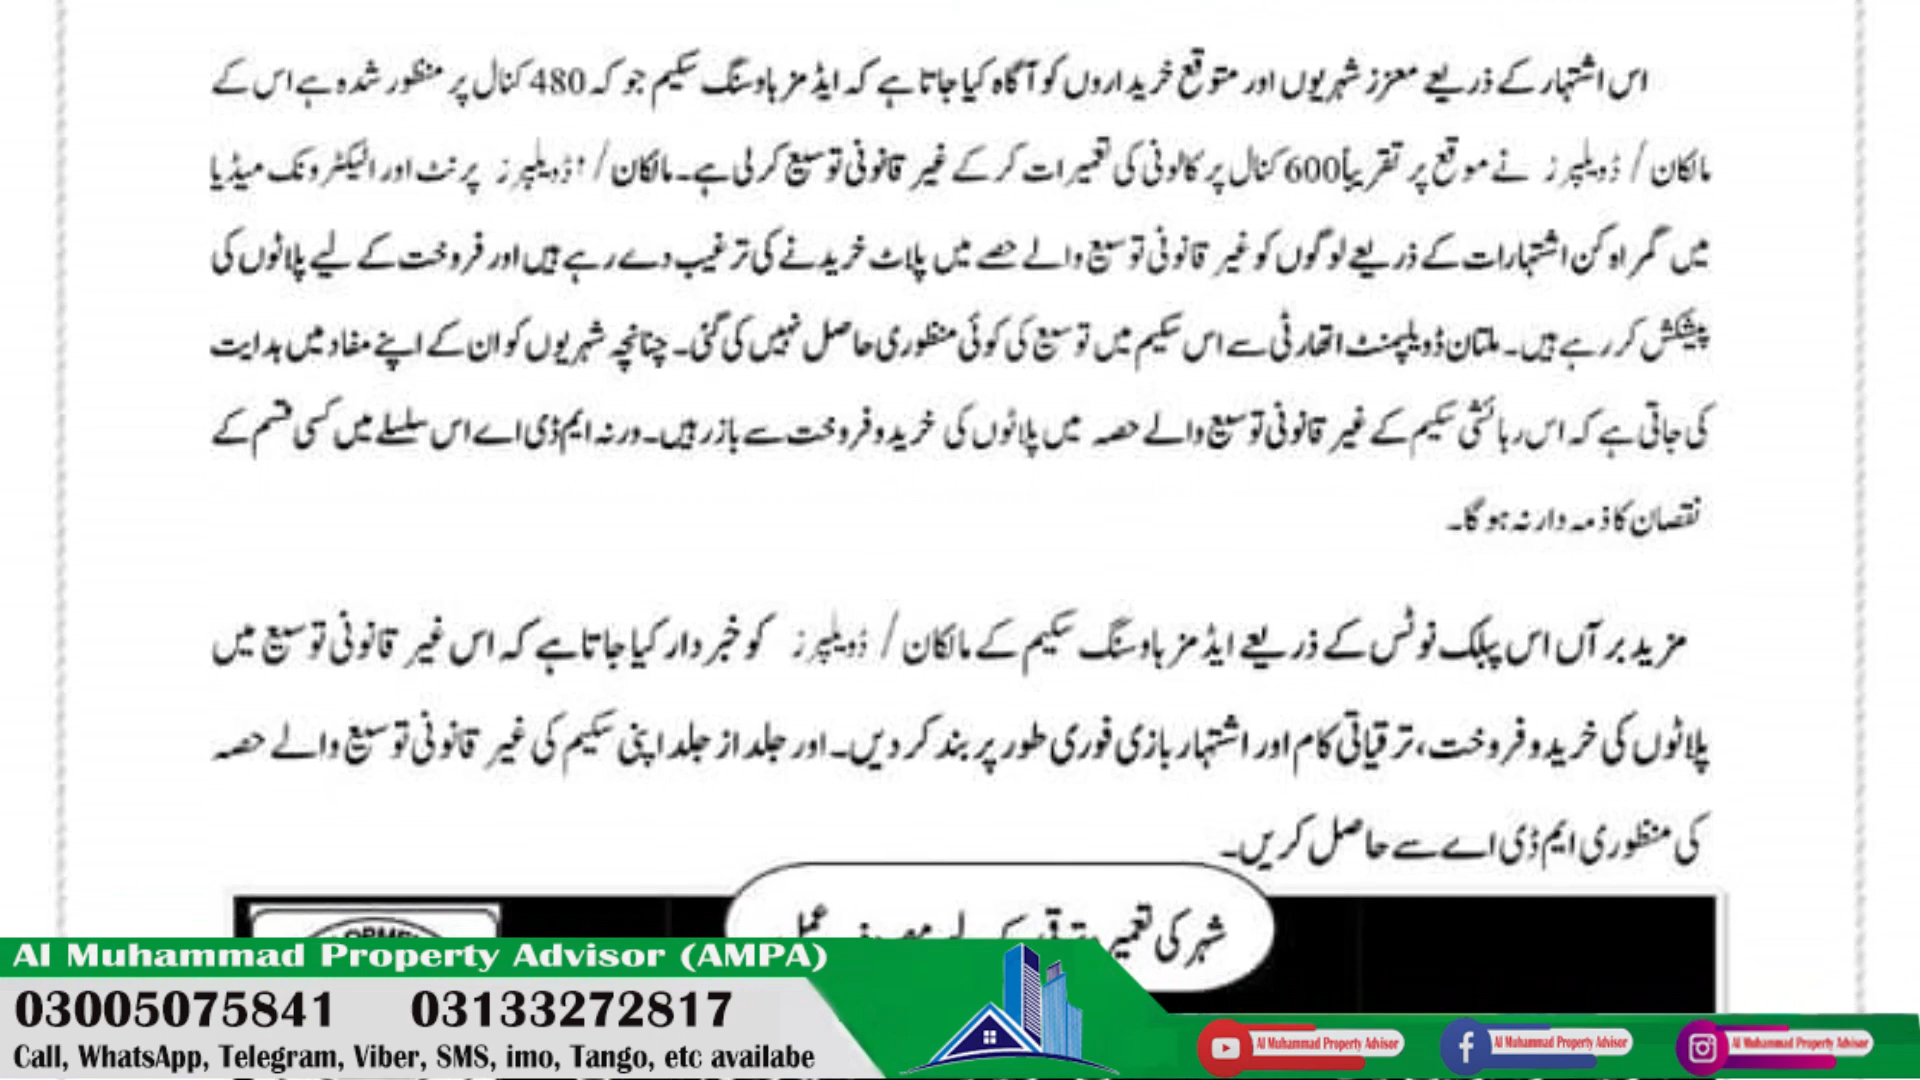 اس اشتہار کے ذریعے معزز شہریوں اور متوقع خریداروں کو آگاہ کیا جاتا ہے کہ ایڈمز ہاوسنگ سکیم جو کہ 480 کنال پر منظور شدہ ہے اس کے
مالکان / ڈویلپرز نے موقع پر تقریباً600 کنال پر کالونی کی تعمیرات کر کے غیر قانونی توسیع کر لی ہے۔ مالکان / ڈویلپرز پرنٹ اور الیکٹرونک میڈیا
میں گمراہ کن اشتہارات کے ذریعے لوگوں کو غیر قانونی توسیع والے حصے میں پلاٹ خریدنے کی ترغیب دے رہے ہیں اور فروخت کے لیے پلاٹوں کی
پیشکش کر رہے ہیں۔ ملتان ڈویلپمنٹ اتھارٹی سے اس سکیم میں توسیع کی کوئی منظوری حاصل نہیں کی گئی۔ چنانچہ شہریوں کو ان کے اپنے مفاد میں ہدایت
کی جاتی ہے کہ اس رہائشی سکیم کے غیر قانونی توسیع والے حصہ میں پلاٹوں کی خرید و فروخت سے باز رہیں۔ ورنہ ایم ڈی اے اس سلسلے میں کسی قسم کے
نقصان کا ذمہ دار نہ ہو گا۔
مزید برآں اس پبلک نوٹس کے ذریعے ایڈمز ہاوسنگ سکیم کے مالکان / ڈویلپرز کو خبردار کیا جاتا ہے کہ اس غیر قانونی توسیع میں
پلاٹوں کی خرید و فروخت، ترقیاتی کام اور اشتہار بازی فوری طور پر بند کر دیں۔ اور جلد از جلد اپنی سکیم کی غیر قانونی توسیع والے حصہ
کی منظوری ایم ڈی اے سے حاصل کریں۔
شہر کی تعمیر
Al Muhammad Property Advisor (AMPA)
03005075841 03133272817
Call, WhatsApp, Telegram, Viber, SMS, imo, Tango, etc availabe
Al Muhammad Property Advisor
Al Muhammad Property Advisor
Al Muhammad Property Advisor